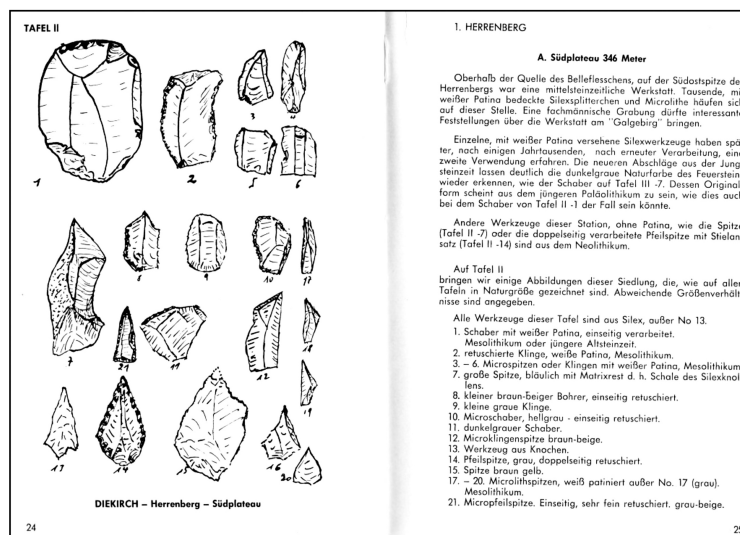 TAFEL II
1
2
3
4
5
6
7
8
9
10
17
21
11
12
18
19
14
15
16
20
DIEKIRCH – Herrenberg – Südplateau
24
1. HERRENBERG
A. Südplateau 346 Meter
Oberhalb der Quelle des Belleflesschens, auf der Südostspitze de
Herrenbergs war eine mittelsteinzeitliche Werkstatt. Tausende, mi
weißer Patina bedeckte Silexsplitterchen und Microlithe häufen sich
auf dieser Stelle. Eine fachmännische Grabung dürfte interessante
Feststellungen über die Werkstatt am "Galgebirg" bringen.
Einzelne, mit weißer Patina versehene Silexwerkzeuge haben spä
ter, nach einigen Jahrtausenden, nach erneuter Verarbeitung, eine
zweite Verwendung erfahren. Die neueren Abschläge aus der Jung
steinzeit lassen deutlich die dunkelgraue Naturfarbe des Feuerstein
wieder erkennen, wie der Schaber auf Tafel III -7. Dessen Original
form scheint aus dem jüngeren Paläolithikum zu sein, wie dies auch
bei dem Schaber von Tafel II -1 der Fall sein könnte.
Andere Werkzeuge dieser Station, ohne Patina, wie die Spitze
(Tafel II -7) oder die doppelseitig verarbeitete Pfeilspitze mit Stielan
satz (Tafel II -14) sind aus dem Neolithikum.
Auf Tafel II
bringen wir einige Abbildungen dieser Siedlung, die, wie auf allen
Tafeln in Naturgröße gezeichnet sind. Abweichende Größenverhält
nisse sind angegeben.
Alle Werkzeuge dieser Tafel sind aus Silex, außer No 13.
1. Schaber mit weißer Patina, einseitig verarbeitet.
Mesolithikum oder jüngere Altsteinzeit.
2. retuschierte Klinge, weiße Patina, Mesolithikum.
3. – 6. Microspitzen oder Klingen mit weißer Patina, Mesolithikum
7. große Spitze, bläulich mit Matrixrest d. h. Schale des Silexknol
lens.
8. kleiner braun-beiger Bohrer, einseitig retuschiert.
9. kleine graue Klinge.
10. Microschaber, hellgrau - einseitig retuschiert.
11. dunkelgrauer Schaber.
12. Microklingenspitze braun-beige.
13. Werkzeug aus Knochen.
14. Pfeilspitze, grau, doppelseitig retuschiert.
15. Spitze braun gelb.
17. – 20. Microlithspitzen, weiß patiniert außer No. 17 (grau).
Mesolithikum.
21. Micropfeilspitze. Einseitig, sehr fein retuschiert. grau-beige.